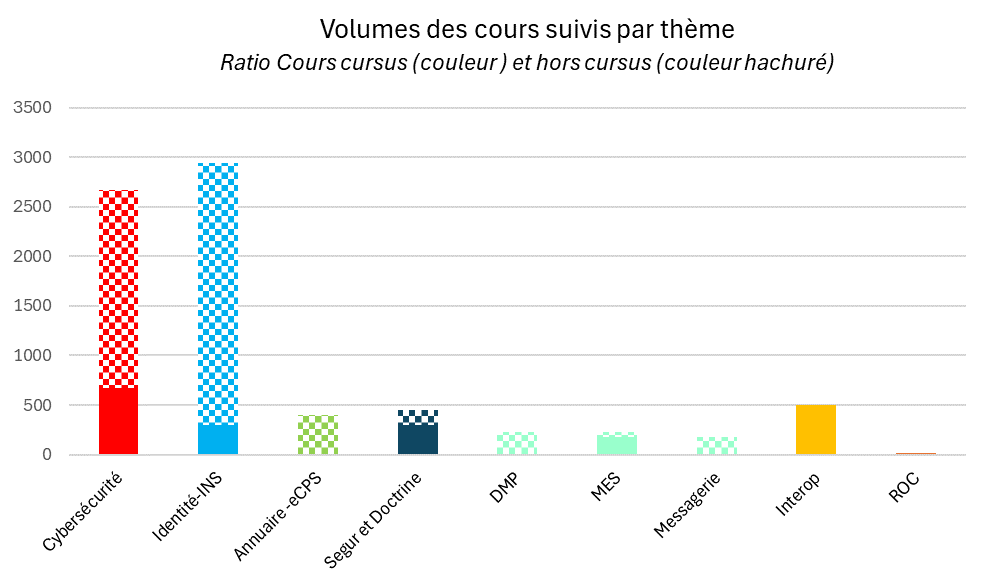 Volumes des cours suivis par thème
Ratio Cours cursus (couleur ) et hors cursus (couleur hachuré)
3500
3000
2500
2000
1500
1000
500
0
Cybersécurité
Identité-INS
Annuaire -eCPS
Segur et Doctrine
DMP
MES
Messagerie
Interop
ROC